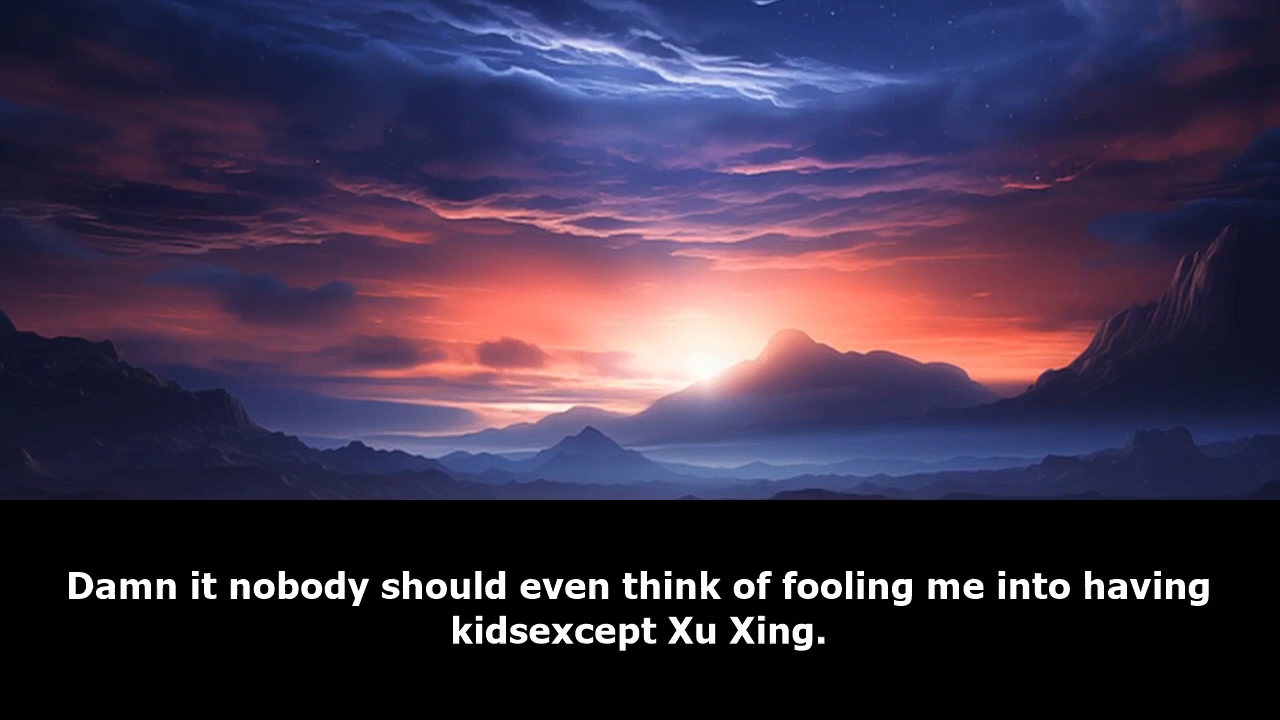 Damn it nobody should even think of fooling me into having
kidsexcept Xu Xing.